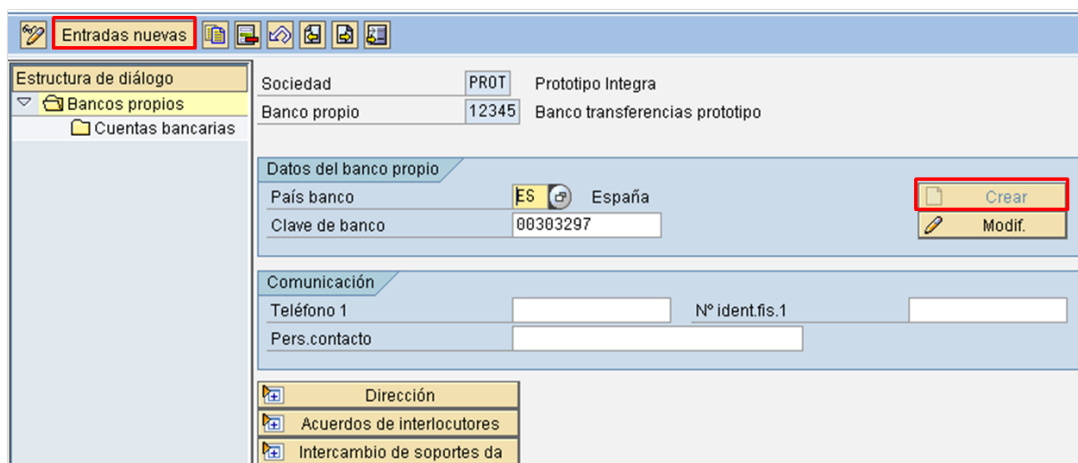 Entradas nuevas
Estructura de diálogo
Bancos propios
Cuentas bancarias
Sociedad PROT Prototipo Integra
Banco propio 12345 Banco transferencias prototipo
Datos del banco propio
País banco ES España Crear
Clave de banco 00303297 Modif.
Comunicación
Teléfono 1 Nº ident.fis.1
Pers.contacto
Dirección
Acuerdos de interlocutores
Intercambio de soportes da